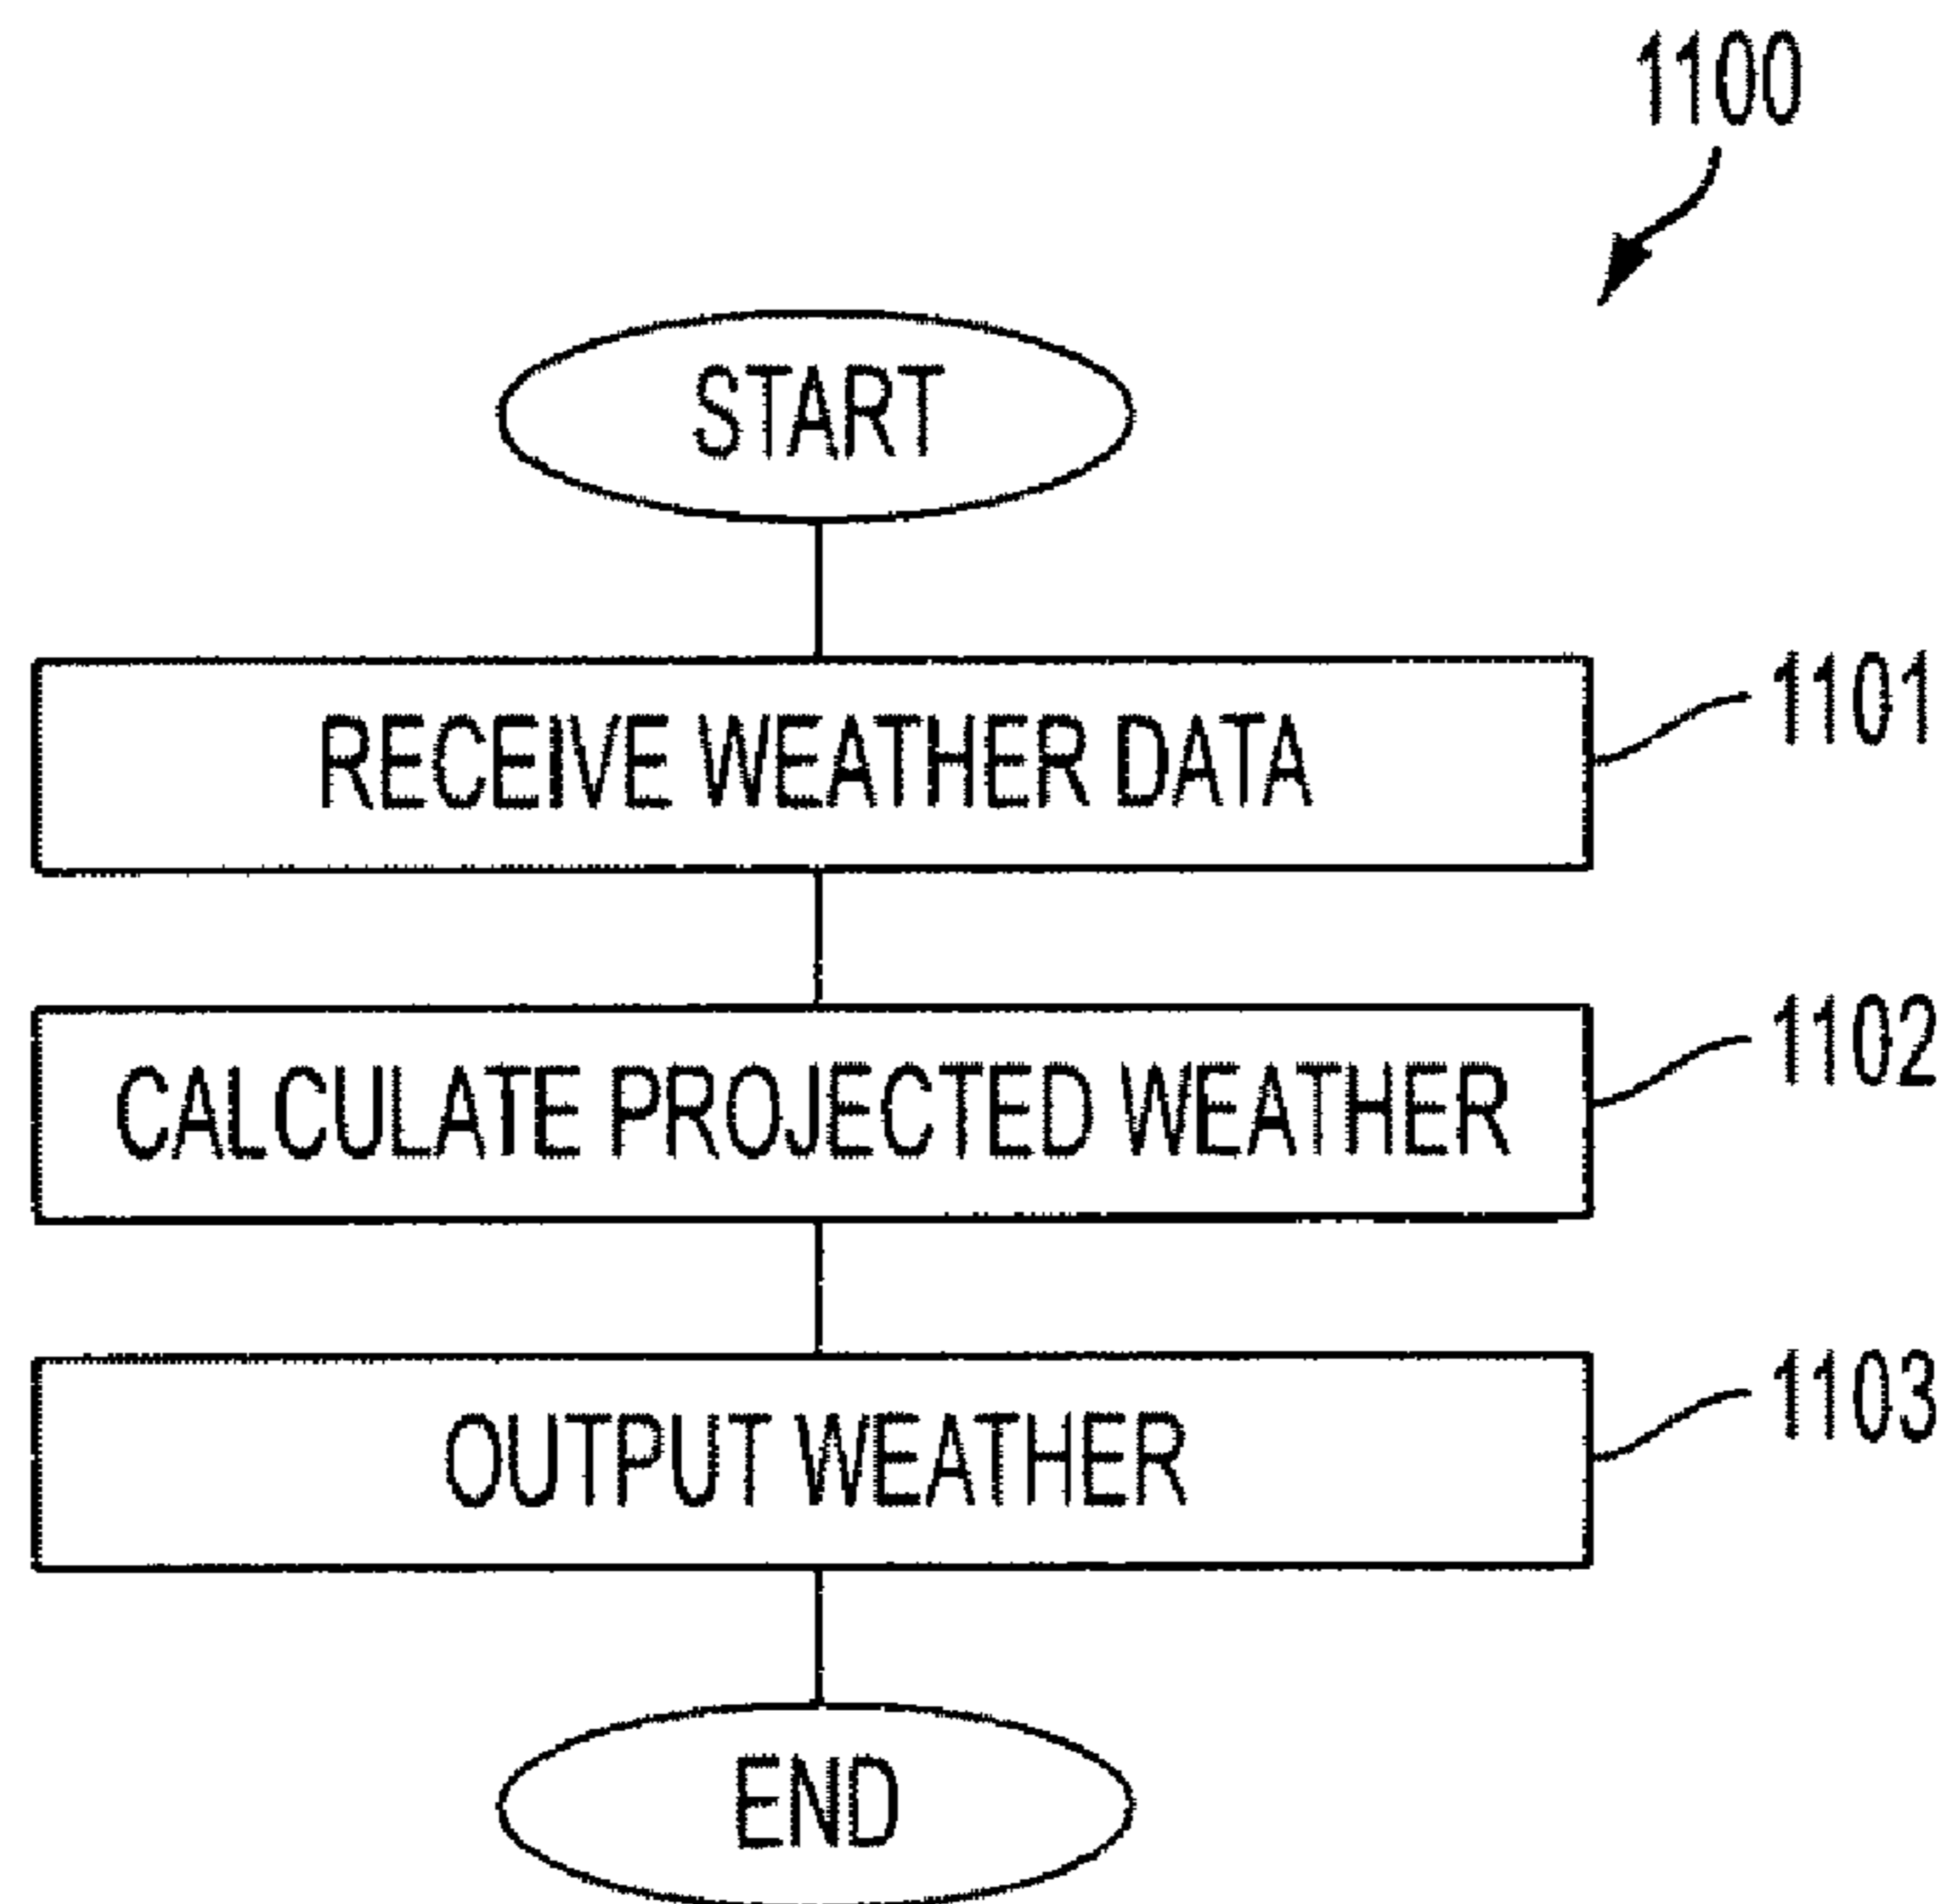 1100
START
RECEIVE WEATHER DATA
1101
CALCULATE PROJECTED WEATHER
1102
OUTPUT WEATHER
1103
END